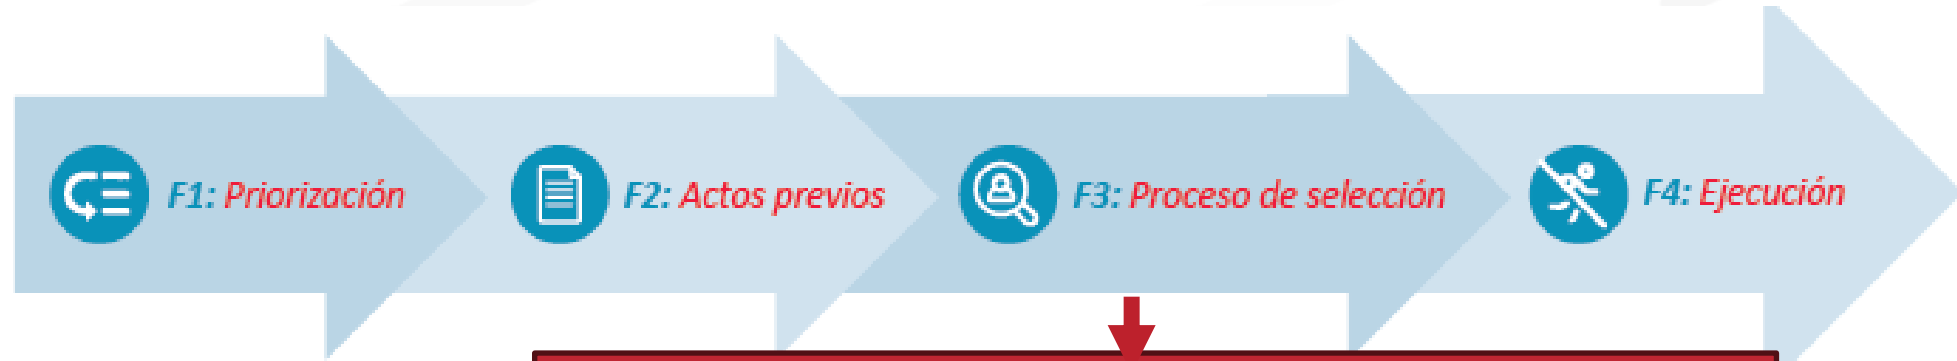 F1: Priorización
F2: Actos previos
F3: Proceso de selección
F4: Ejecución